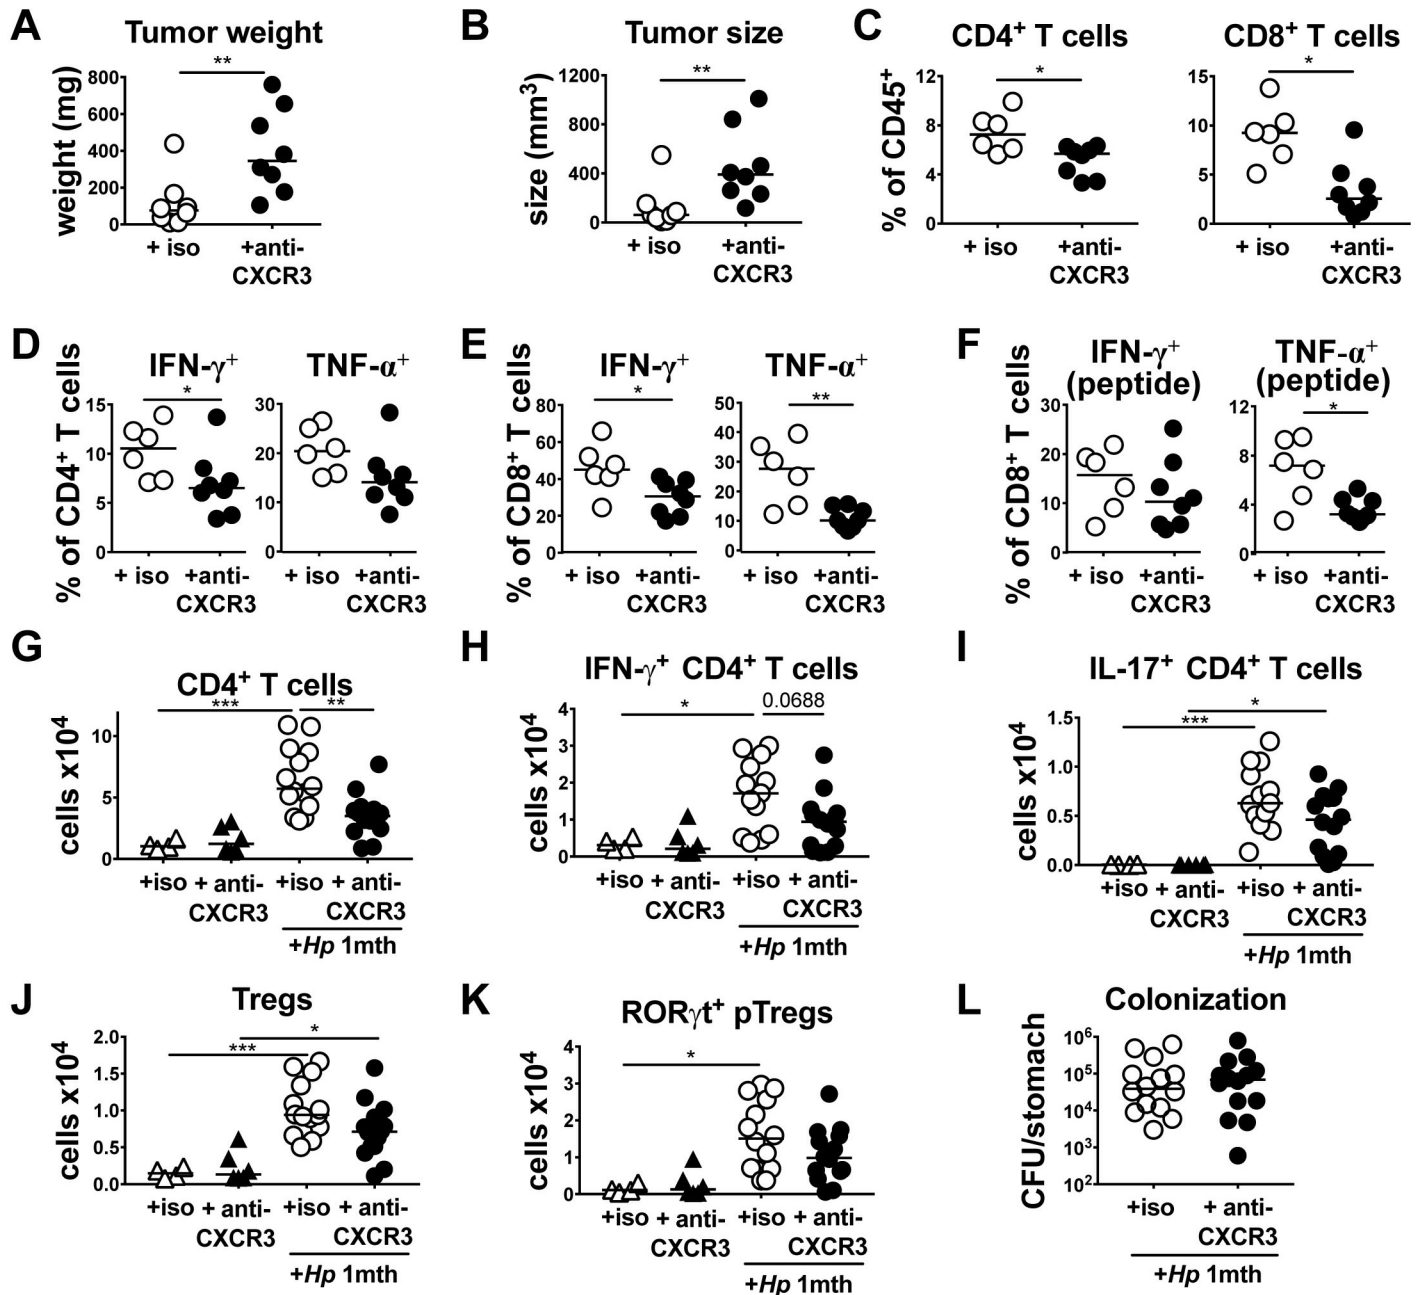 A
Tumor weight
**
weight (mg)
800
600
400
200
0
+ iso
+anti-
CXCR3
B
Tumor size
**
size (mm³)
1200
800
400
0
+ iso
+anti-
CXCR3
C
CD4⁺ T cells
*
% of CD45⁺
12
8
4
0
+ iso
+anti-
CXCR3
CD8⁺ T cells
*
15
10
5
0
+ iso
+anti-
CXCR3
D
% of CD4⁺ T cells
IFN-γ⁺
*
15
10
5
0
+ iso
+anti-
CXCR3
TNF-α⁺
30
20
10
0
+ iso
+anti-
CXCR3
E
% of CD8⁺ T cells
IFN-γ⁺
*
80
60
40
20
0
+ iso
+anti-
CXCR3
TNF-α⁺
**
50
40
30
20
10
0
+ iso
+anti-
CXCR3
F
% of CD8⁺ T cells
IFN-γ⁺
(peptide)
30
20
10
0
+ iso
+anti-
CXCR3
TNF-α⁺
(peptide)
*
12
8
4
0
+ iso
+anti-
CXCR3
G
CD4⁺ T cells
***
**
cells x10⁴
10
5
0
+iso
+ anti-
CXCR3
+iso
+ anti-
CXCR3
+Hp 1mth
H
IFN-γ⁺ CD4⁺ T cells
*
0.0688
cells x10⁴
4
3
2
1
0
+iso
+ anti-
CXCR3
+iso
+ anti-
CXCR3
+Hp 1mth
I
IL-17⁺ CD4⁺ T cells
*
***
cells x10⁴
1.5
1.0
0.5
0.0
+iso
+ anti-
CXCR3
+iso
+ anti-
CXCR3
+Hp 1mth
J
Tregs
*
***
cells x10⁴
2.0
1.5
1.0
0.5
0.0
+iso
+ anti-
CXCR3
+iso
+ anti-
CXCR3
+Hp 1mth
K
RORγt⁺ pTregs
*
cells x10⁴
4
3
2
1
0
+iso
+ anti-
CXCR3
+iso
+ anti-
CXCR3
+Hp 1mth
L
Colonization
CFU/stomach
10⁶
10⁵
10⁴
10³
10²
+iso
+ anti-
CXCR3
+Hp 1mth